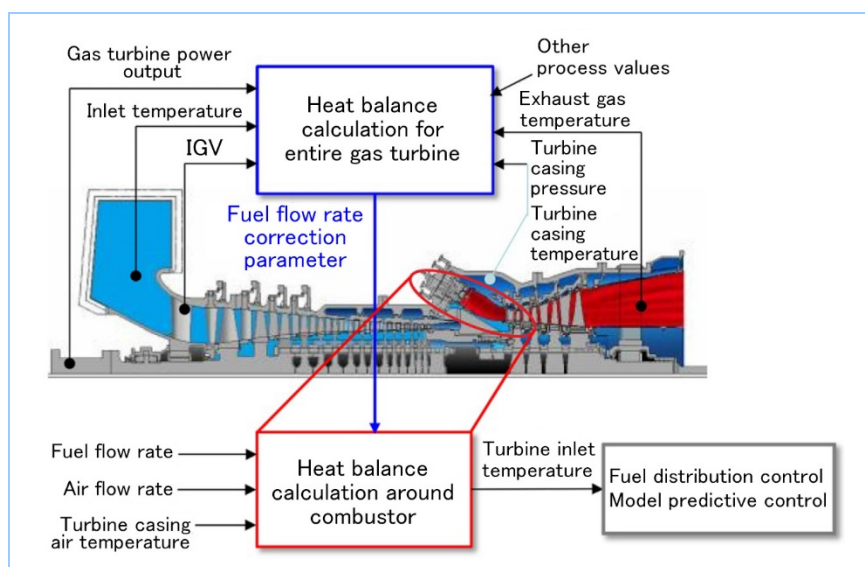 Gas turbine power
output
Inlet temperature
IGV
Heat balance
calculation for
entire gas turbine
Other
process values
Exhaust gas
temperature
Turbine
casing
pressure
Turbine
casing
temperature
Fuel flow rate
correction
parameter
Fuel flow rate
Air flow rate
Turbine casing
air temperature
Heat balance
calculation around
combustor
Turbine inlet
temperature
Fuel distribution control
Model predictive control